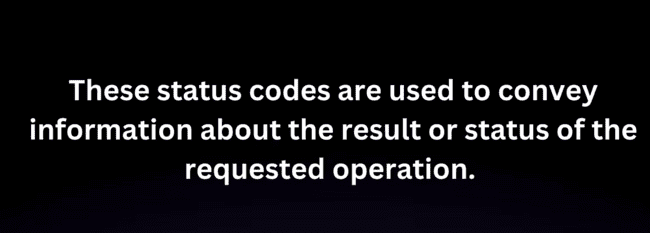 These status codes are used to convey
information about the result or status of the
requested operation.